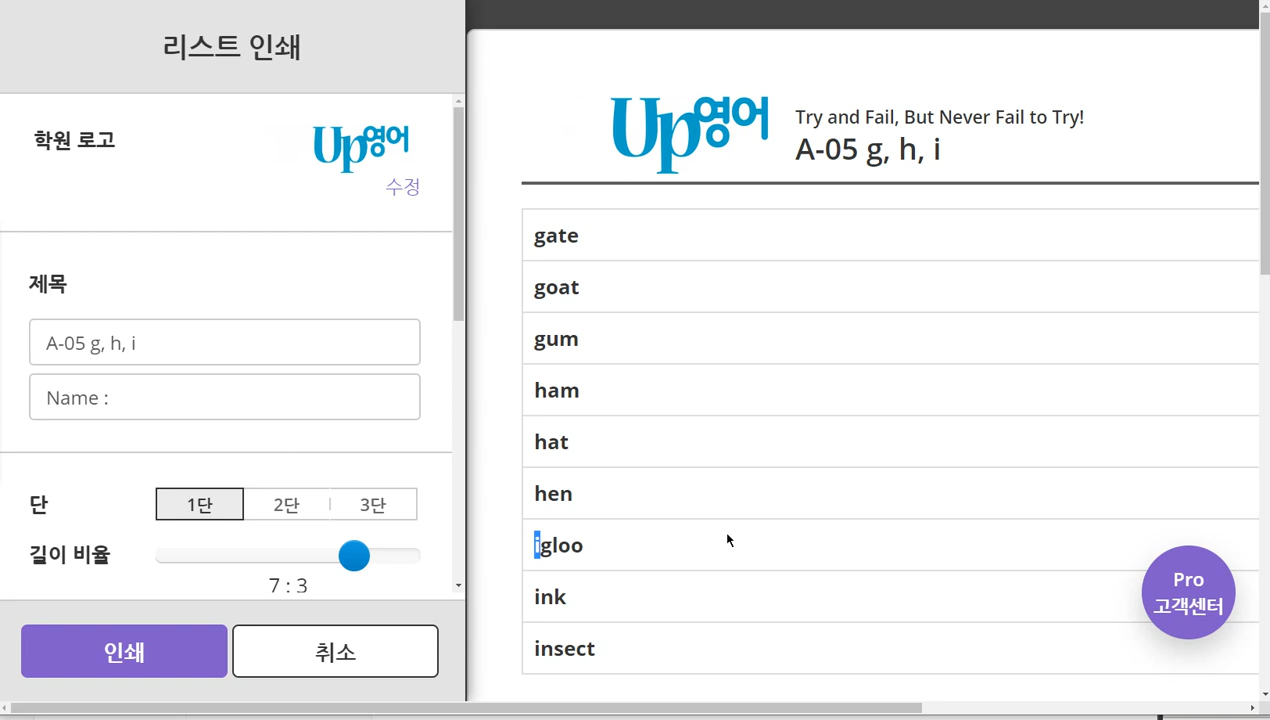 리스트 인쇄
학원 로고
Up영어
수정
제목
A-05 g, h, i
Name :
단
1단
2단
3단
길이 비율
7 : 3
인쇄
취소
Up영어
Try and Fail, But Never Fail to Try!
A-05 g, h, i
gate
goat
gum
ham
hat
hen
igloo
ink
insect
Pro
고객센터